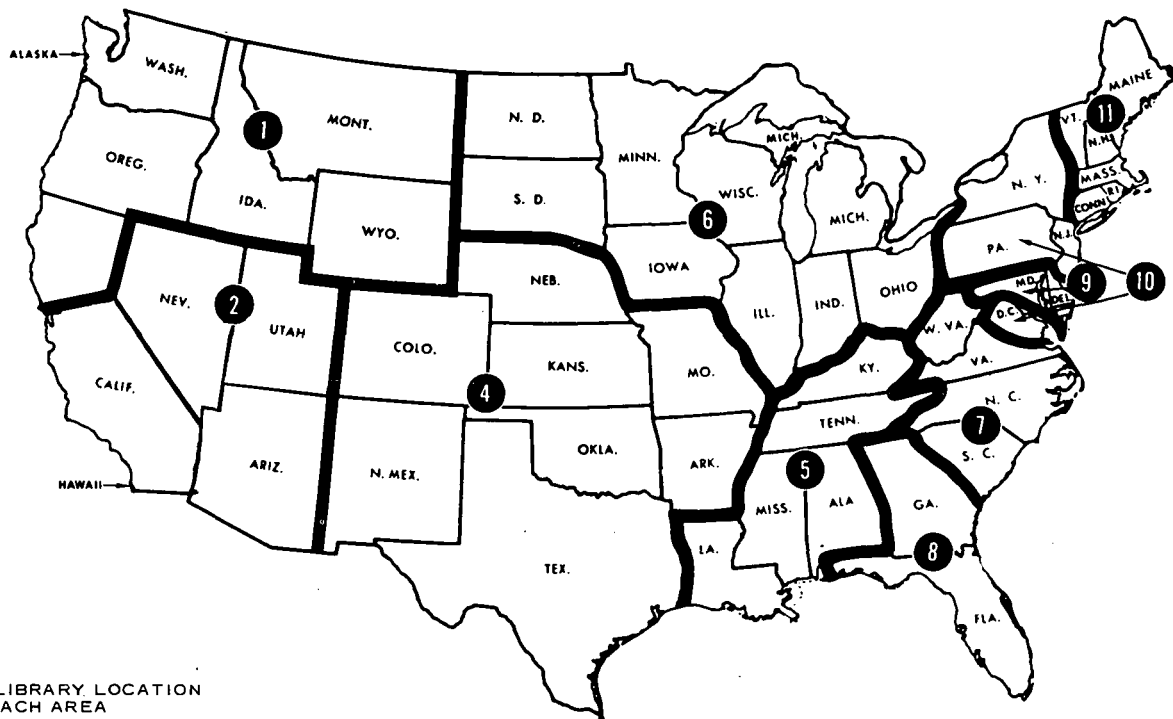 ALASKA
WASH.
MONT.
N. D.
MINN.
MICH.
VT.
11
MAINE
N.H.
1
OREG.
IDA.
WYO.
S. D.
WISC.
6
MICH.
N. Y.
MASS.
CONN
RI
N.J.
PA.
NEV.
2
UTAH
NEB.
IOWA
ILL.
IND.
OHIO
MD.
DEL
D.C.
9
10
W. VA.
VA.
CALIF.
COLO.
4
KANS.
MO.
KY.
N. C.
TENN.
7
S. C.
HAWAII
ARIZ.
N. MEX.
OKLA.
ARK.
5
MISS.
ALA
GA.
8
TEX.
LA.
FLA.
LIBRARY LOCATION
ACH AREA